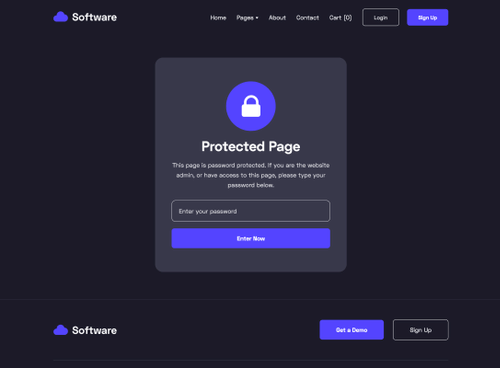 Software
Home Pages About Contact Cart (0) Login Sign Up
Protected Page
This page is password protected. If you are the website
admin, or have access to this page, please type your
password below.
Enter your password
Enter Now
Software
Get a Demo Sign Up